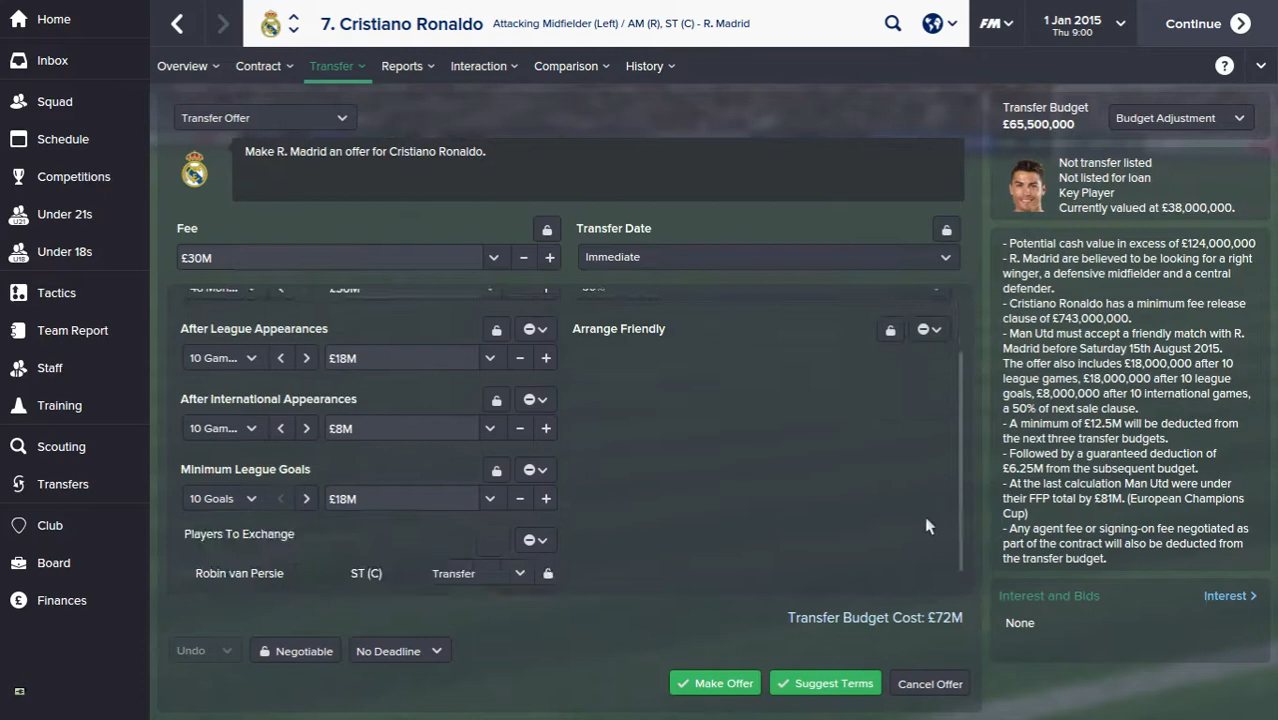 Home
7. Cristiano Ronaldo
Attacking Midfielder (Left) / AM (R), ST (C) - R. Madrid
FM
1 Jan 2015
Thu 9:00
Continue
Inbox
Overview
Contract
Transfer
Reports
Interaction
Comparison
History
?
Squad
Schedule
Competitions
U21
Under 21s
U18
Under 18s
Tactics
Team Report
Staff
Training
Scouting
Transfers
Club
Board
£
Finances
Transfer Offer
Make R. Madrid an offer for Cristiano Ronaldo.
Fee
£30M
Transfer Date
Immediate
£30M
50%
After League Appearances
10 Gam...
£18M
Arrange Friendly
After International Appearances
10 Gam...
£8M
Minimum League Goals
10 Goals
£18M
Players To Exchange
Robin van Persie
ST (C)
Transfer
Transfer Budget Cost: £72M
Undo
Negotiable
No Deadline
Make Offer
Suggest Terms
Cancel Offer
Transfer Budget
£65,500,000
Budget Adjustment
Not transfer listed
Not listed for loan
Key Player
Currently valued at £38,000,000.
- Potential cash value in excess of £124,000,000
- R. Madrid are believed to be looking for a right
winger, a defensive midfielder and a central
defender.
- Cristiano Ronaldo has a minimum fee release
clause of £743,000,000.
- Man Utd must accept a friendly match with R.
Madrid before Saturday 15th August 2015.
The offer also includes £18,000,000 after 10
league games, £18,000,000 after 10 league
goals, £8,000,000 after 10 international games,
a 50% of next sale clause.
- A minimum of £12.5M will be deducted from
the next three transfer budgets.
- Followed by a guaranteed deduction of
£6.25M from the subsequent budget.
- At the last calculation Man Utd were under
their FFP total by £81M. (European Champions
Cup)
- Any agent fee or signing-on fee negotiated as
part of the contract will also be deducted from
the transfer budget.
Interest and Bids
Interest >
None